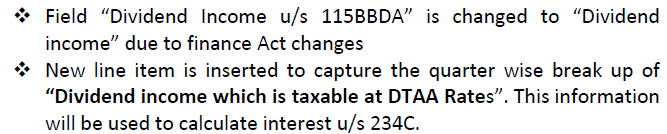 ❖ Field “Dividend Income u/s 115BBDA” is changed to “Dividend
income” due to finance Act changes
❖ New line item is inserted to capture the quarter wise break up of
“Dividend income which is taxable at DTAA Rates”. This information
will be used to calculate interest u/s 234C.